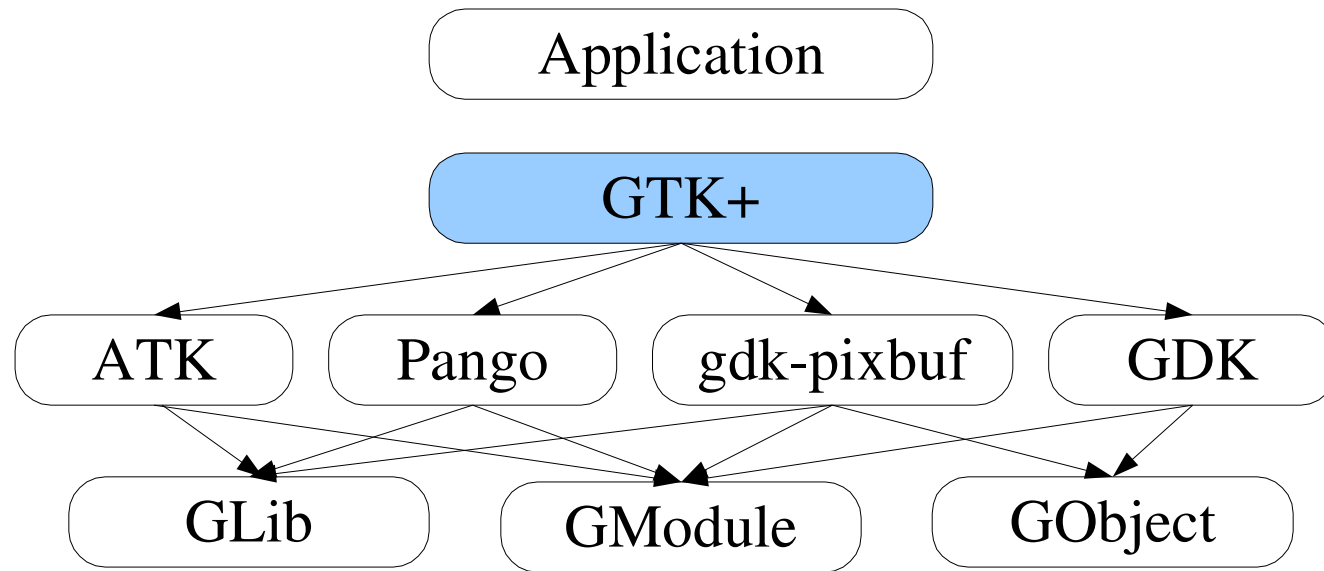 Application
GTK+
ATK
Pango
gdk-pixbuf
GDK
GLib
GModule
GObject